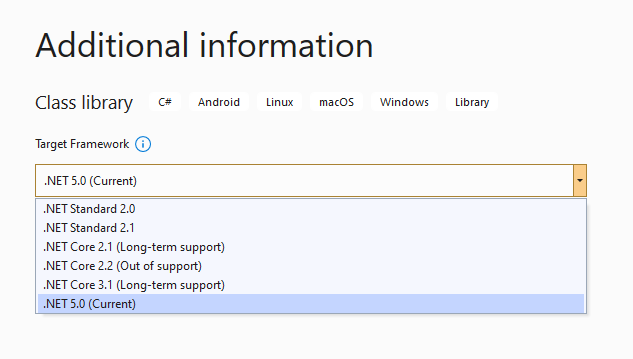 Additional information
Class library C# Android Linux macOS Windows Library
Target Framework
.NET 5.0 (Current)
.NET Standard 2.0
.NET Standard 2.1
.NET Core 2.1 (Long-term support)
.NET Core 2.2 (Out of support)
.NET Core 3.1 (Long-term support)
.NET 5.0 (Current)